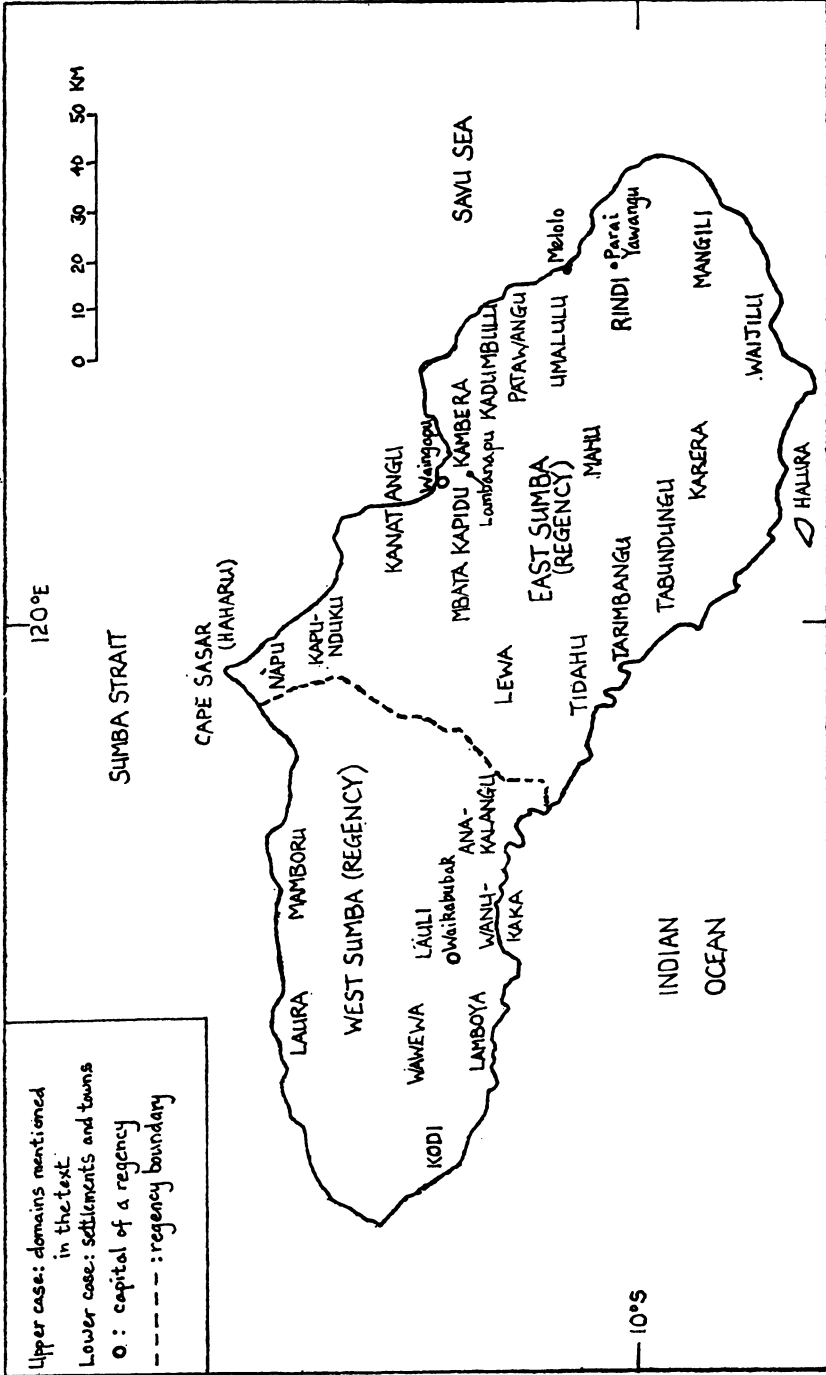 Upper case: domains mentioned
in the text
Lower case: settlements and towns
O : capital of a regency
----- : regency boundary
120°E
0 10 20 30 40 50 KM
SUMBA STRAIT
CAPE SASAR
(HAHARU)
NAPU
KAPU-
NDUKU
SAVU SEA
KANATANGU
Waingapu
MBATA KAPIDU
KAMBERA
Lambanapu
KADUMBULU
PATAWANGU
UMALULU
Melolo
RINDI
Parai
Yawangu
MANGILI
WAIJILU
MAHU
EAST SUMBA
(REGENCY)
KARERA
TABUNDUNGU
TARIMBANGU
TIDAHU
LEWA
HALURA
LAURA
MAMBORU
WEST SUMBA (REGENCY)
ANA-
KALANGU
LAULI
Waikabubak
WANU-
KAKA
WAWEWA
LAMBOYA
KODI
INDIAN
OCEAN
10°S